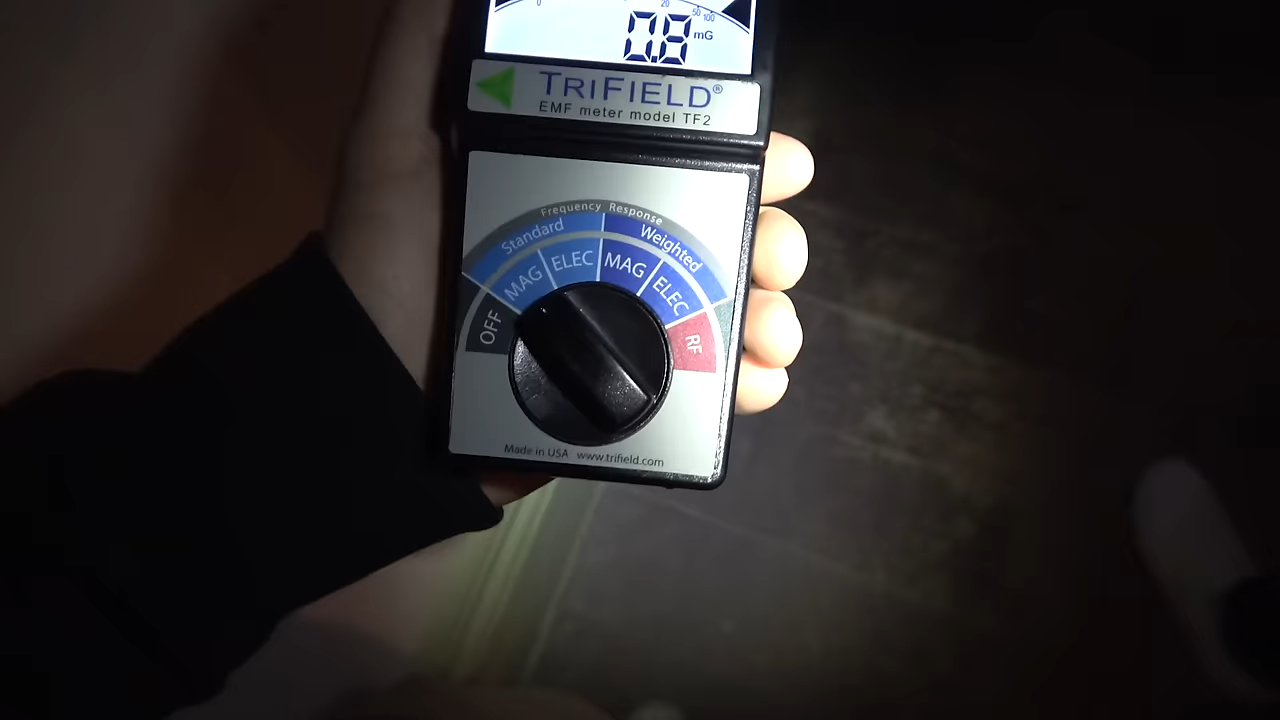 0 20 50 100
0.8 mG
TRIFIELD®
EMF meter model TF2
Frequency Response
Standard Weighted
OFF MAG ELEC MAG ELEC RF
Made in USA www.trifield.com